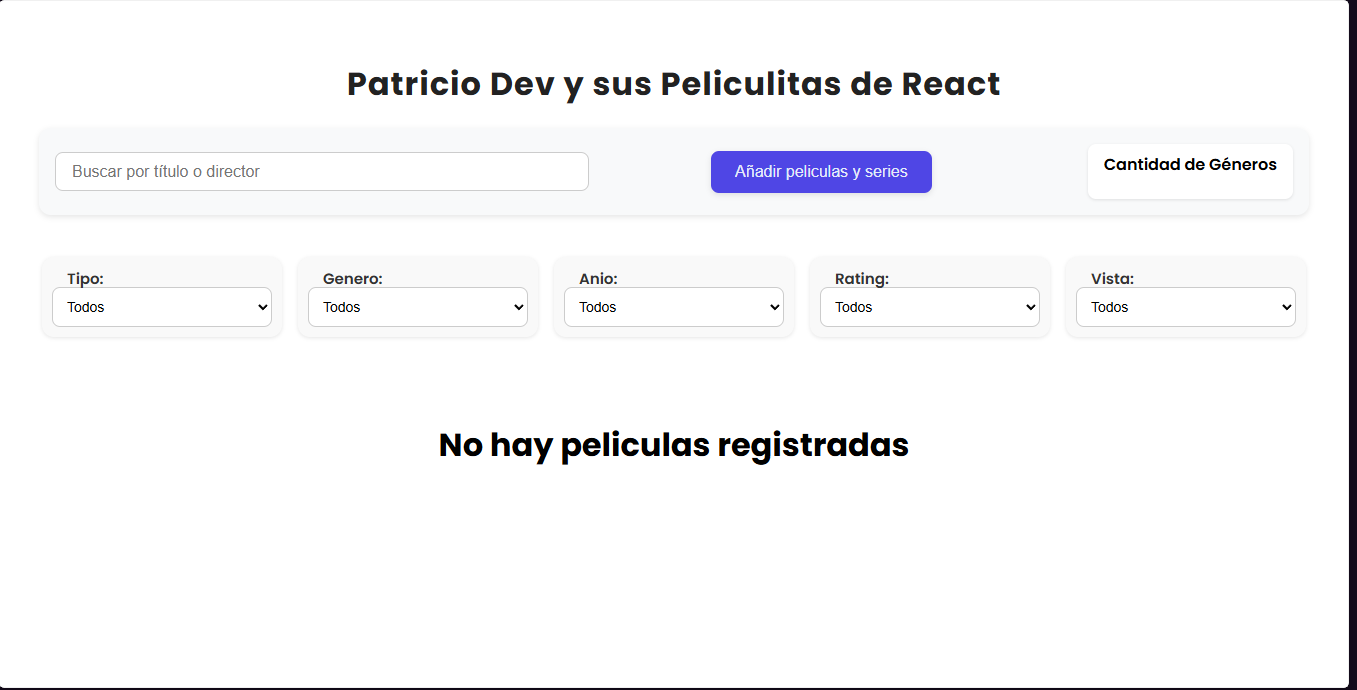 Patricio Dev y sus Peliculitas de React
Buscar por título o director
Añadir peliculas y series
Cantidad de Géneros
Tipo:
Genero:
Anio:
Rating:
Vista:
Todos
Todos
Todos
Todos
Todos
No hay peliculas registradas